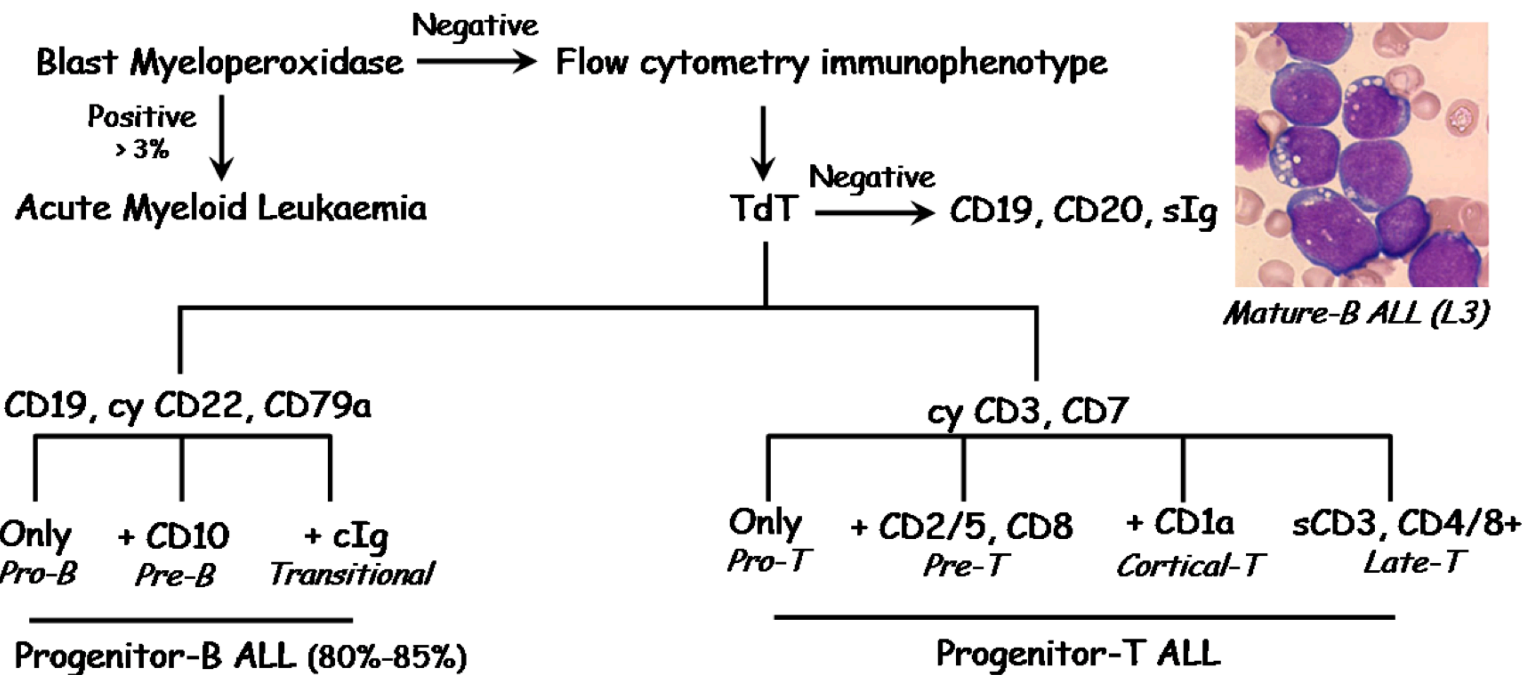 Negative
Blast Myeloperoxidase
Flow cytometry immunophenotype
Positive
> 3%
Acute Myeloid Leukaemia
TdT
Negative
CD19, CD20, sIg
Mature-B ALL (L3)
CD19, cy CD22, CD79a
cy CD3, CD7
Only
Pro-B
+ CD10
Pre-B
+ cIg
Transitional
Only
Pro-T
+ CD2/5, CD8
Pre-T
+ CD1a
Cortical-T
sCD3, CD4/8+
Late-T
Progenitor-B ALL (80%-85%)
Progenitor-T ALL